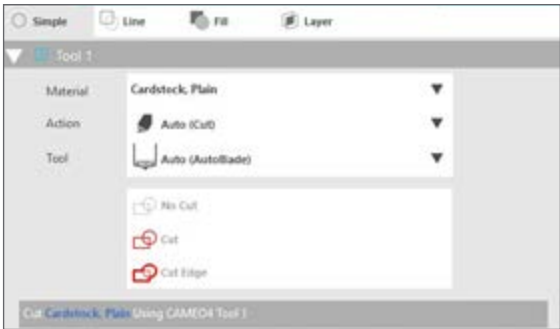 Simple Line Fill Layer
Tool 1
Material Cardstock, Plain
Action Auto (Cut)
Tool Auto (AutoBlade)
No Cut
Cut
Cut Edge
Cut Cardstock, Plain Using CAMEO4 Tool 1